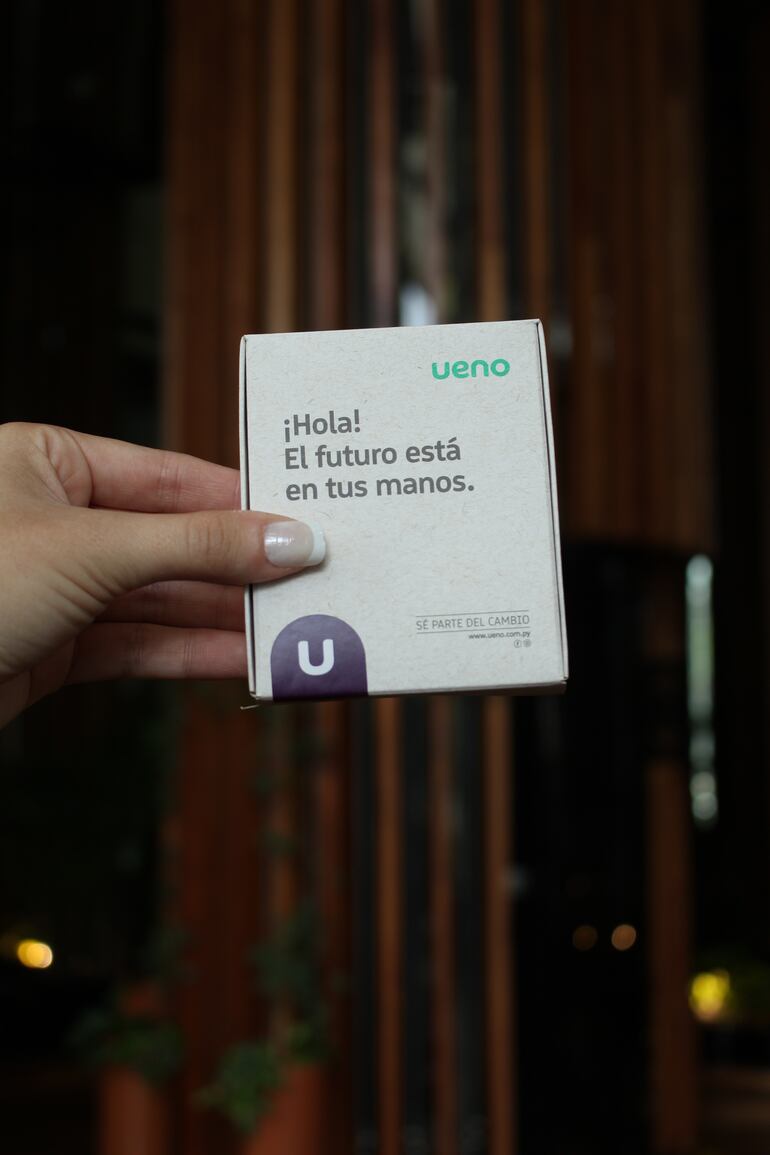 ueno
¡Hola!
El futuro está
en tus manos.
SÉ PARTE DEL CAMBIO
www.ueno.com.py
U